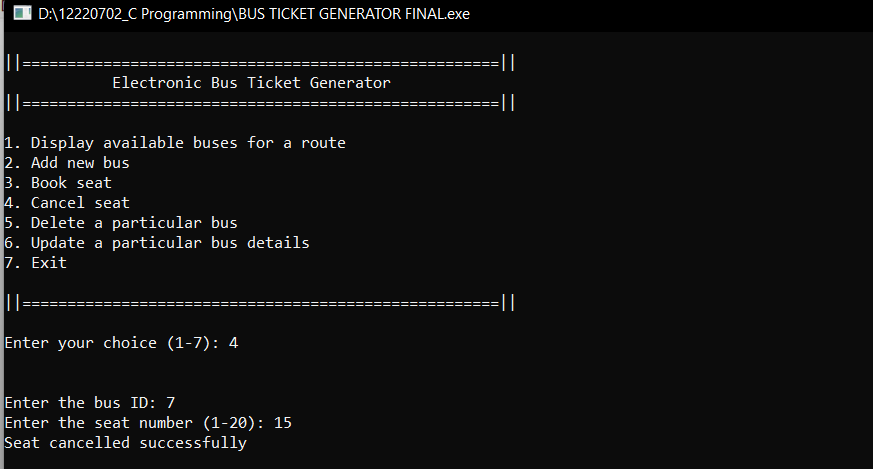 D:\12220702_C Programming\BUS TICKET GENERATOR FINAL.exe
||=====================================================||
Electronic Bus Ticket Generator
||=====================================================||
1. Display available buses for a route
2. Add new bus
3. Book seat
4. Cancel seat
5. Delete a particular bus
6. Update a particular bus details
7. Exit
||=====================================================||
Enter your choice (1-7): 4
Enter the bus ID: 7
Enter the seat number (1-20): 15
Seat cancelled successfully